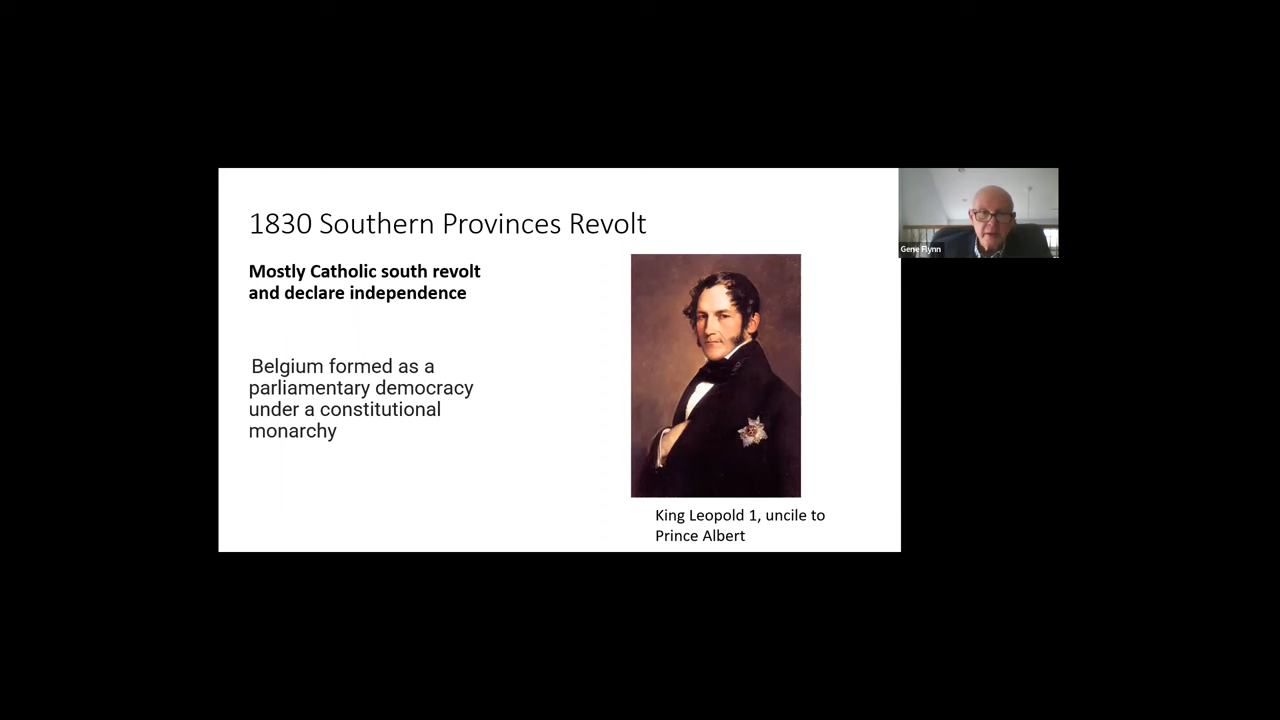 1830 Southern Provinces Revolt
Mostly Catholic south revolt
and declare independence
Belgium formed as a
parliamentary democracy
under a constitutional
monarchy
King Leopold 1, uncile to
Prince Albert
Gene Flynn